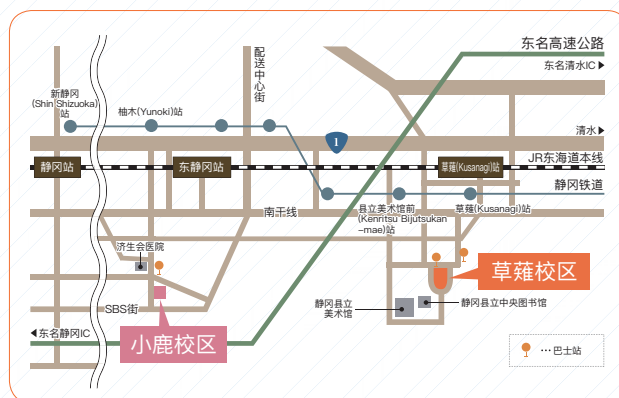 东名高速公路
东名清水IC
配送中心街
新静冈
(Shin Shizuoka)
站
柚木(Yunoki)站
1
清水
静冈站
东静冈站
草薙(Kusanagi)站
JR东海道本线
静冈铁道
南干线
县立美术馆前
(Kenritsu Bijutsukan
-mae)站
草薙(Kusanagi)站
济生会医院
草薙校区
SBS街
静冈县立
美术馆
静冈县立中央图书馆
东名静冈IC
小鹿校区
…巴士站